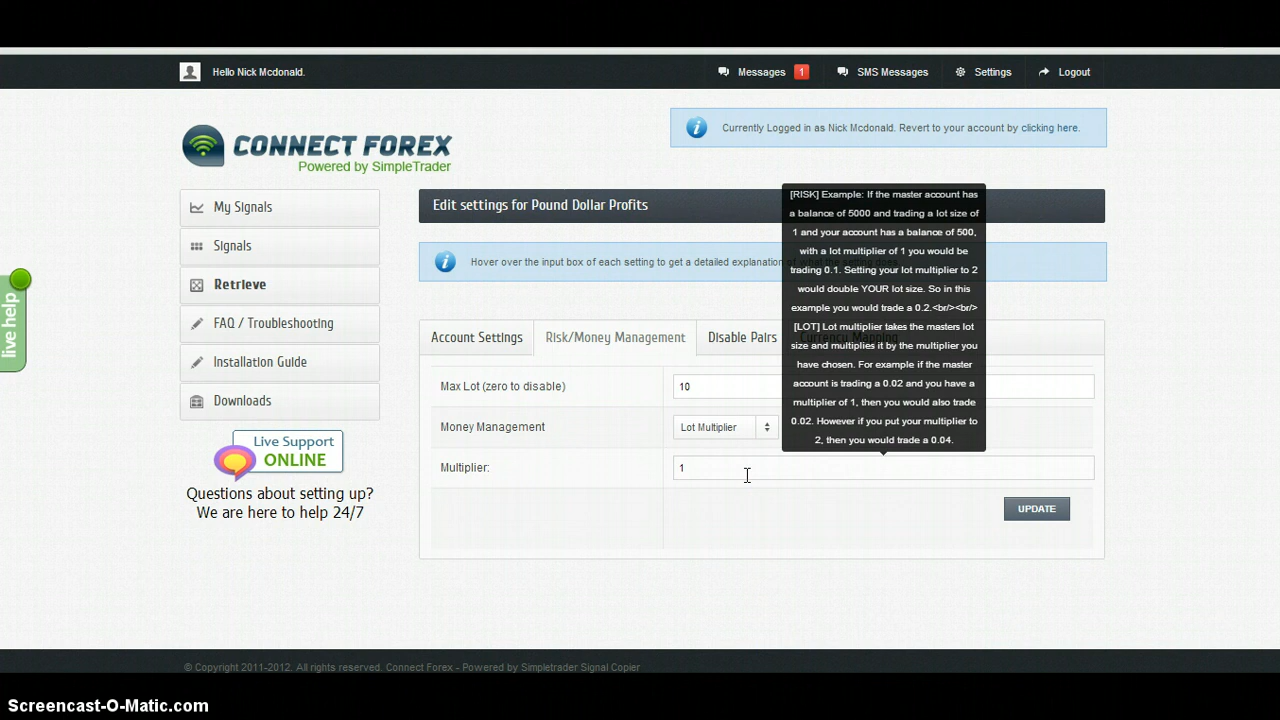 Hello Nick Mcdonald.
Messages 1
SMS Messages
Settings
Logout
CONNECT FOREX
Powered by SimpleTrader
Currently Logged in as Nick Mcdonald. Revert to your account by clicking here.
My Signals
Signals
Retrieve
FAQ / Troubleshooting
Installation Guide
Downloads
Live Support
ONLINE
Questions about setting up?
We are here to help 24/7
live help
Edit settings for Pound Dollar Profits
Hover over the input box of each setting to get a detailed explanation of what the setting does.
Account Settings
Risk/Money Management
Disable Pairs
Currency Mapping
[RISK] Example: If the master account has
a balance of 5000 and trading a lot size of
1 and your account has a balance of 500,
with a lot multiplier of 1 you would be
trading 0.1. Setting your lot multiplier to 2
would double YOUR lot size. So in this
example you would trade a 0.2.<br/><br/>
[LOT] Lot multiplier takes the masters lot
size and multiplies it by the multiplier you
have chosen. For example if the master
account is trading a 0.02 and you have a
multiplier of 1, then you would also trade
0.02. However if you put your multiplier to
2, then you would trade a 0.04.
Max Lot (zero to disable)
10
Money Management
Lot Multiplier
Multiplier:
1
UPDATE
© Copyright 2011-2012. All rights reserved. Connect Forex - Powered by Simpletrader Signal Copier
Screencast-O-Matic.com